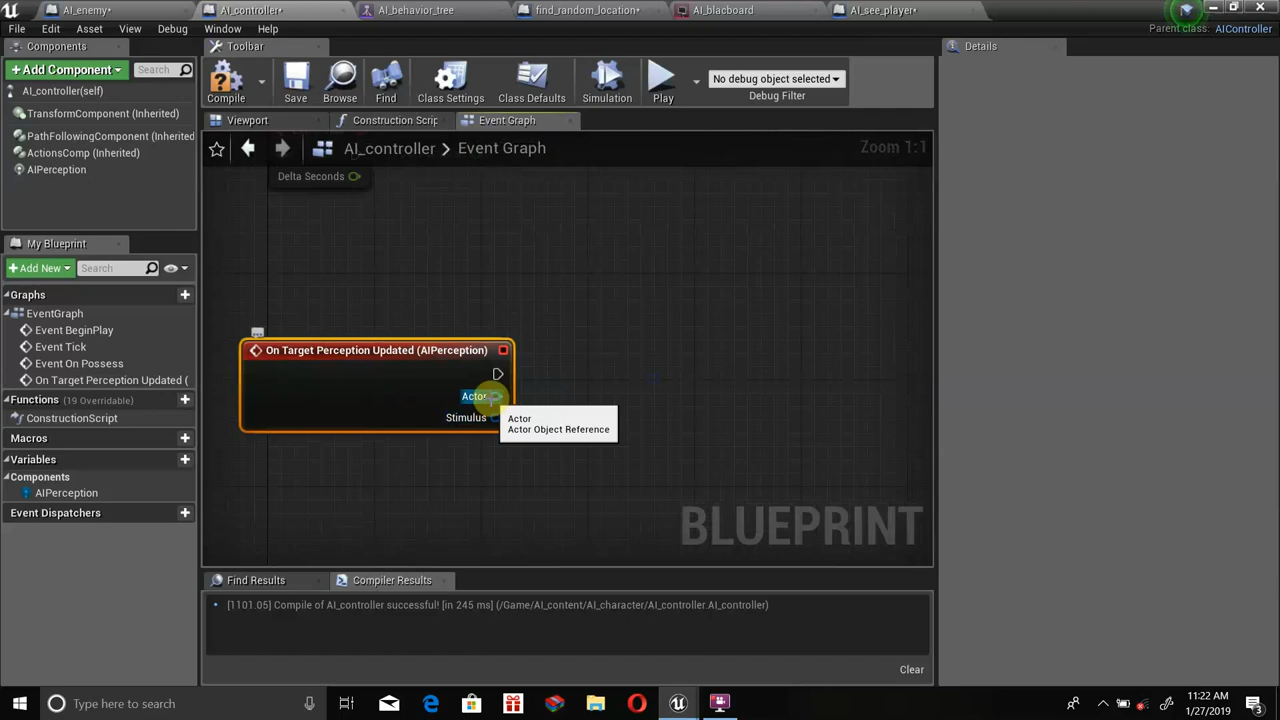 AI_enemy*
AI_controller*
AI_behavior_tree
find_random_location*
AI_blacboard
AI_see_player*
File Edit Asset View Debug Window Help
Parent class: AIController
Components
Toolbar
Details
+Add Component
Search
AI_controller(self)
TransformComponent (Inherited)
PathFollowingComponent (Inherited)
ActionsComp (Inherited)
AIPerception
Compile
Save
Browse
Find
Class Settings
Class Defaults
Simulation
Play
No debug object selected
Debug Filter
Viewport
Construction Scrip
Event Graph
AI_controller > Event Graph
Zoom 1:1
Delta Seconds
My Blueprint
+Add New
Search
Graphs
EventGraph
Event BeginPlay
Event Tick
Event On Possess
On Target Perception Updated (
Functions (19 Overridable)
ConstructionScript
Macros
Variables
Components
AIPerception
Event Dispatchers
On Target Perception Updated (AIPerception)
Actor
Stimulus
Actor
Actor Object Reference
BLUEPRINT
Find Results
Compiler Results
[1101.05] Compile of AI_controller successful! [in 245 ms] (/Game/AI_content/AI_character/AI_controller.AI_controller)
Clear
Type here to search
11:22 AM
1/27/2019
3